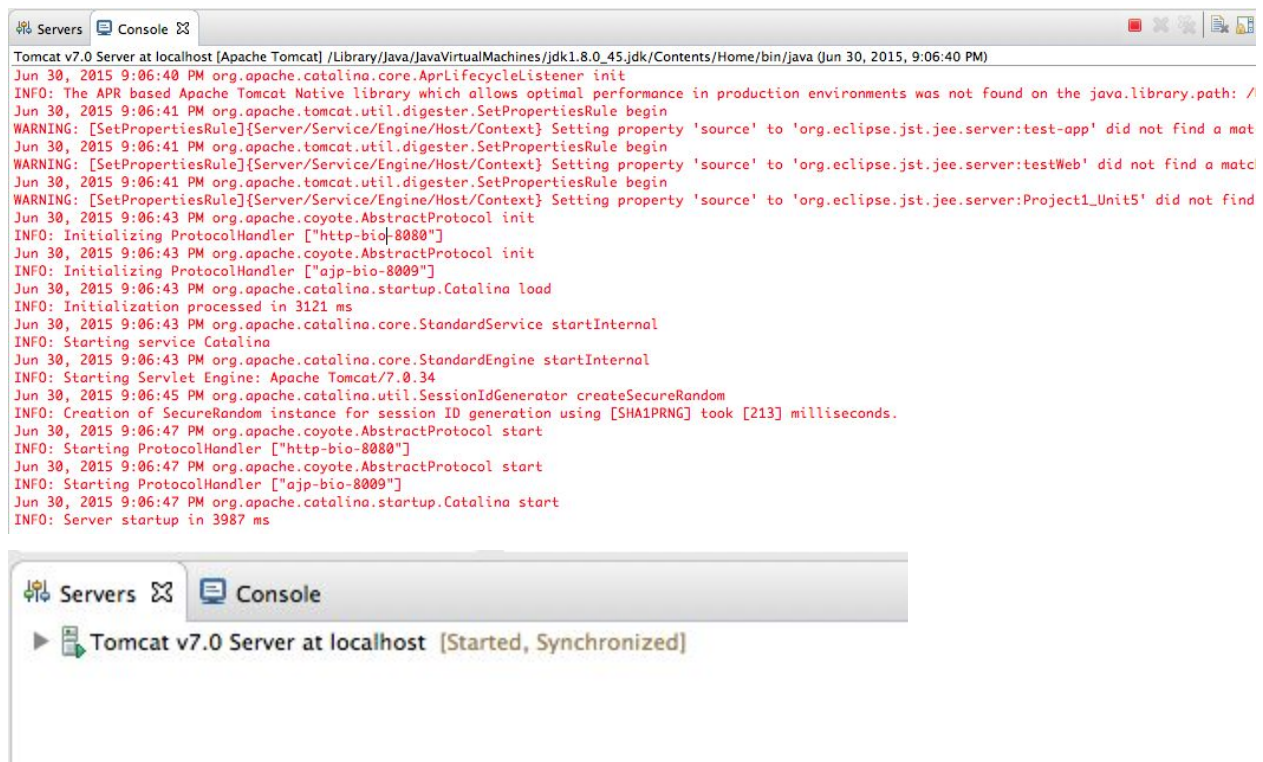 Servers Console
Tomcat v7.0 Server at localhost [Apache Tomcat] /Library/Java/JavaVirtualMachines/jdk1.8.0_45.jdk/Contents/Home/bin/java (Jun 30, 2015, 9:06:40 PM)
Jun 30, 2015 9:06:40 PM org.apache.catalina.core.AprLifecycleListener init
INFO: The APR based Apache Tomcat Native library which allows optimal performance in production environments was not found on the java.library.path: /
Jun 30, 2015 9:06:41 PM org.apache.tomcat.util.digester.SetPropertiesRule begin
WARNING: [SetPropertiesRule]{Server/Service/Engine/Host/Context} Setting property 'source' to 'org.eclipse.jst.jee.server:test-app' did not find a mat
Jun 30, 2015 9:06:41 PM org.apache.tomcat.util.digester.SetPropertiesRule begin
WARNING: [SetPropertiesRule]{Server/Service/Engine/Host/Context} Setting property 'source' to 'org.eclipse.jst.jee.server:testWeb' did not find a matc
Jun 30, 2015 9:06:41 PM org.apache.tomcat.util.digester.SetPropertiesRule begin
WARNING: [SetPropertiesRule]{Server/Service/Engine/Host/Context} Setting property 'source' to 'org.eclipse.jst.jee.server:Project1_Unit5' did not find
Jun 30, 2015 9:06:43 PM org.apache.coyote.AbstractProtocol init
INFO: Initializing ProtocolHandler ["http-bio-8080"]
Jun 30, 2015 9:06:43 PM org.apache.coyote.AbstractProtocol init
INFO: Initializing ProtocolHandler ["ajp-bio-8009"]
Jun 30, 2015 9:06:43 PM org.apache.catalina.startup.Catalina load
INFO: Initialization processed in 3121 ms
Jun 30, 2015 9:06:43 PM org.apache.catalina.core.StandardService startInternal
INFO: Starting service Catalina
Jun 30, 2015 9:06:43 PM org.apache.catalina.core.StandardEngine startInternal
INFO: Starting Servlet Engine: Apache Tomcat/7.0.34
Jun 30, 2015 9:06:45 PM org.apache.catalina.util.SessionIdGenerator createSecureRandom
INFO: Creation of SecureRandom instance for session ID generation using [SHA1PRNG] took [213] milliseconds.
Jun 30, 2015 9:06:47 PM org.apache.coyote.AbstractProtocol start
INFO: Starting ProtocolHandler ["http-bio-8080"]
Jun 30, 2015 9:06:47 PM org.apache.coyote.AbstractProtocol start
INFO: Starting ProtocolHandler ["ajp-bio-8009"]
Jun 30, 2015 9:06:47 PM org.apache.catalina.startup.Catalina start
INFO: Server startup in 3987 ms
Servers Console
Tomcat v7.0 Server at localhost [Started, Synchronized]